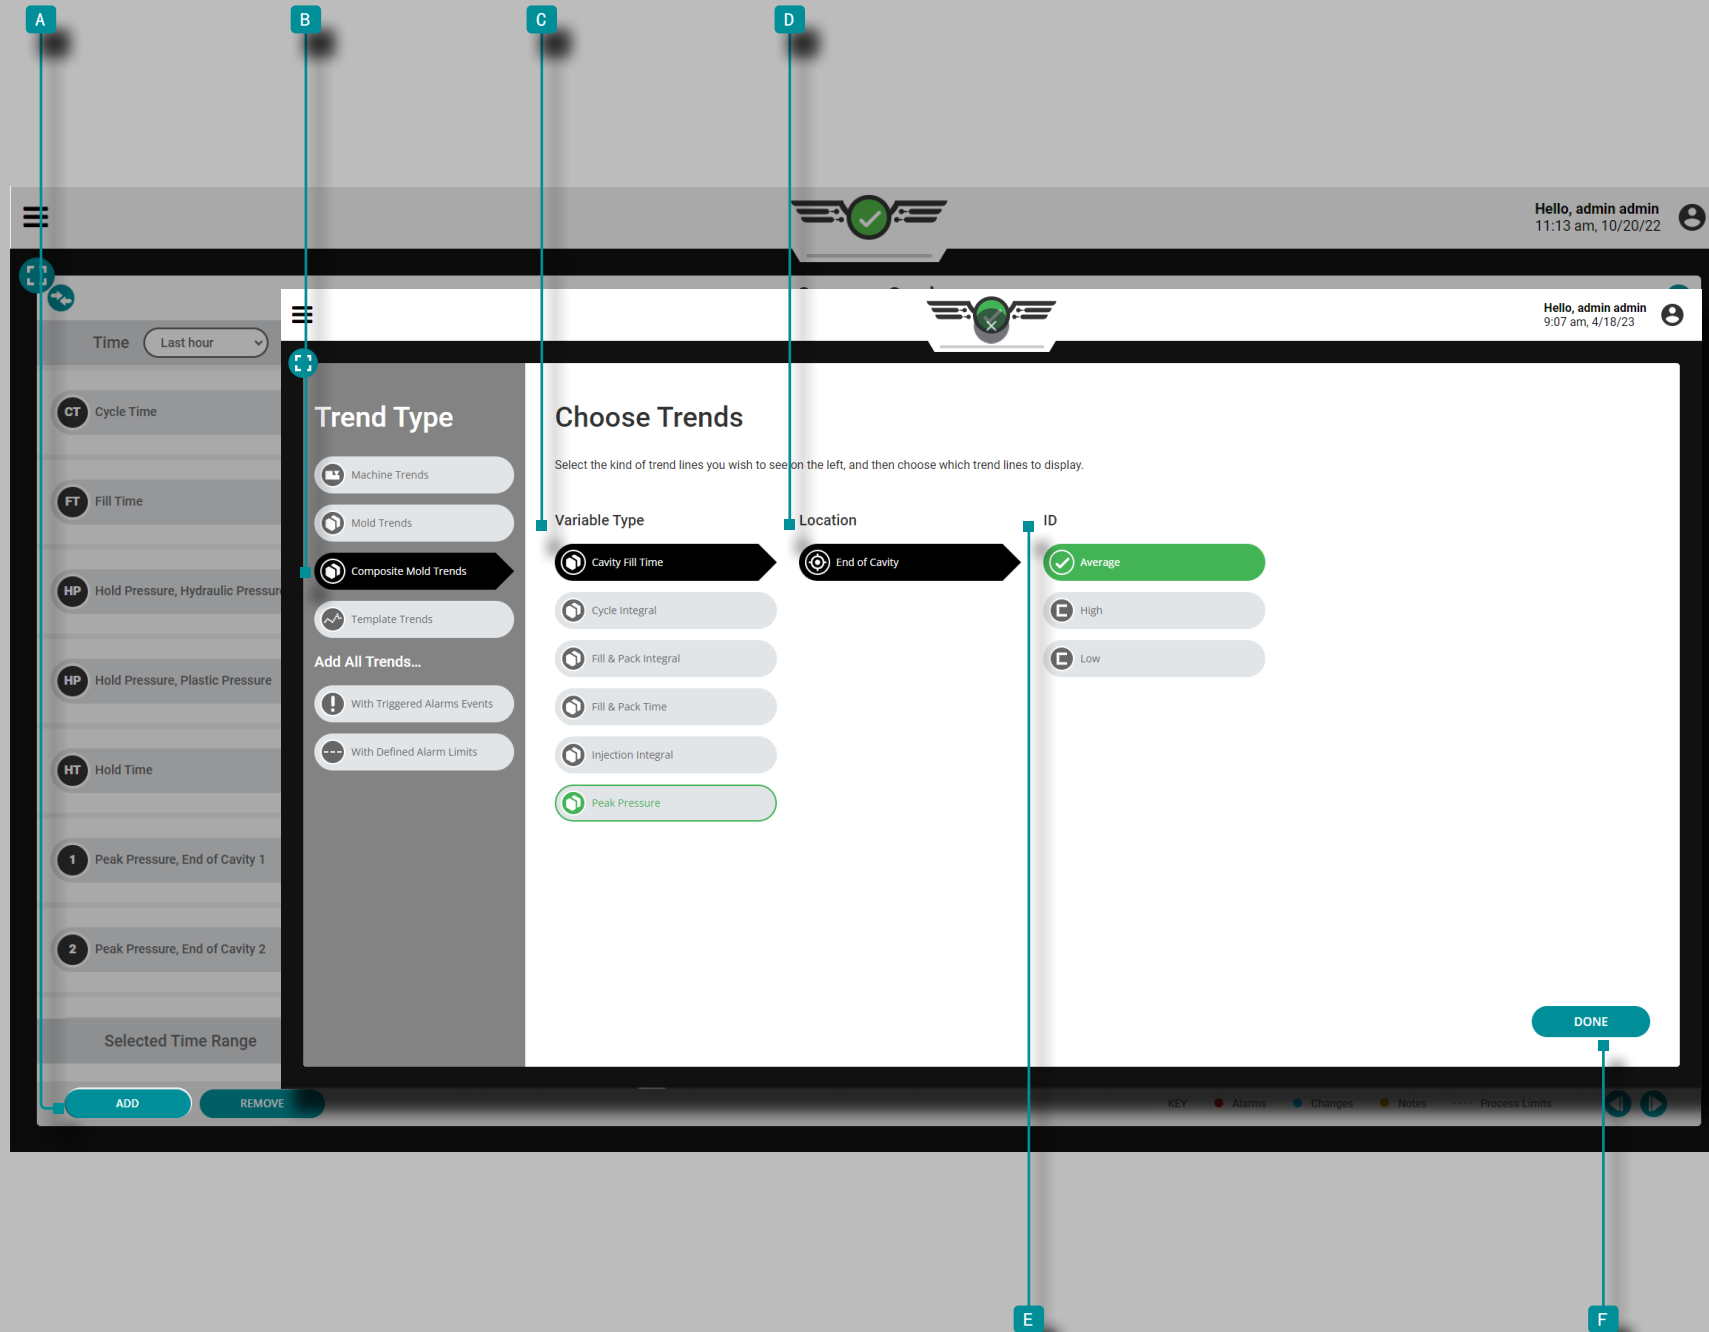 A
B
C
D
Hello, admin admin
11:13 am, 10/20/22
Time
Last hour
CT Cycle Time
FT Fill Time
HP Hold Pressure, Hydraulic Pressure
HP Hold Pressure, Plastic Pressure
HT Hold Time
1 Peak Pressure, End of Cavity 1
2 Peak Pressure, End of Cavity 2
Selected Time Range
ADD
REMOVE
Hello, admin admin
9:07 am, 4/18/23
Trend Type
Machine Trends
Mold Trends
Composite Mold Trends
Template Trends
Add All Trends...
With Triggered Alarms Events
With Defined Alarm Limits
Choose Trends
Select the kind of trend lines you wish to see on the left, and then choose which trend lines to display.
Variable Type
Cavity Fill Time
Cycle Integral
Fill & Pack Integral
Fill & Pack Time
Injection Integral
Peak Pressure
Location
End of Cavity
ID
Average
High
Low
DONE
KEY
Alarms
Changes
Notes
Process Limits
E
F